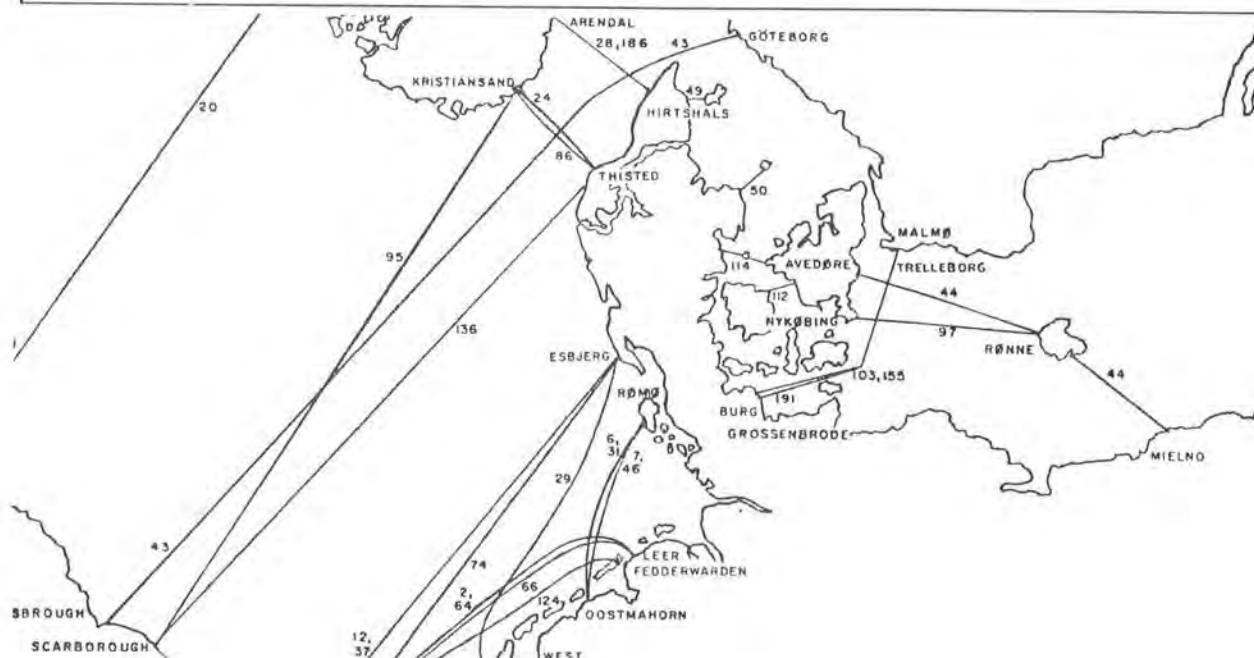 ARENDAL
28,186
43
GÖTEBORG
KRISTIANSAND
24
49
HIRTSHALS
20
86
THISTED
50
MALMØ
95
114
AVEDØRE
TRELLEBORG
112
44
136
NYKØBING
97
RØNNE
ESBJERG
103,155
44
RØMØ
191
BURG
GROSSENBRODE
MIELNO
6,
31
7,
46
29
43
74
LEER
FEDDERWARDEN
2,
64
66
124
SBROUGH
OOSTMAHORN
12,
37
SCARBOROUGH
WEST